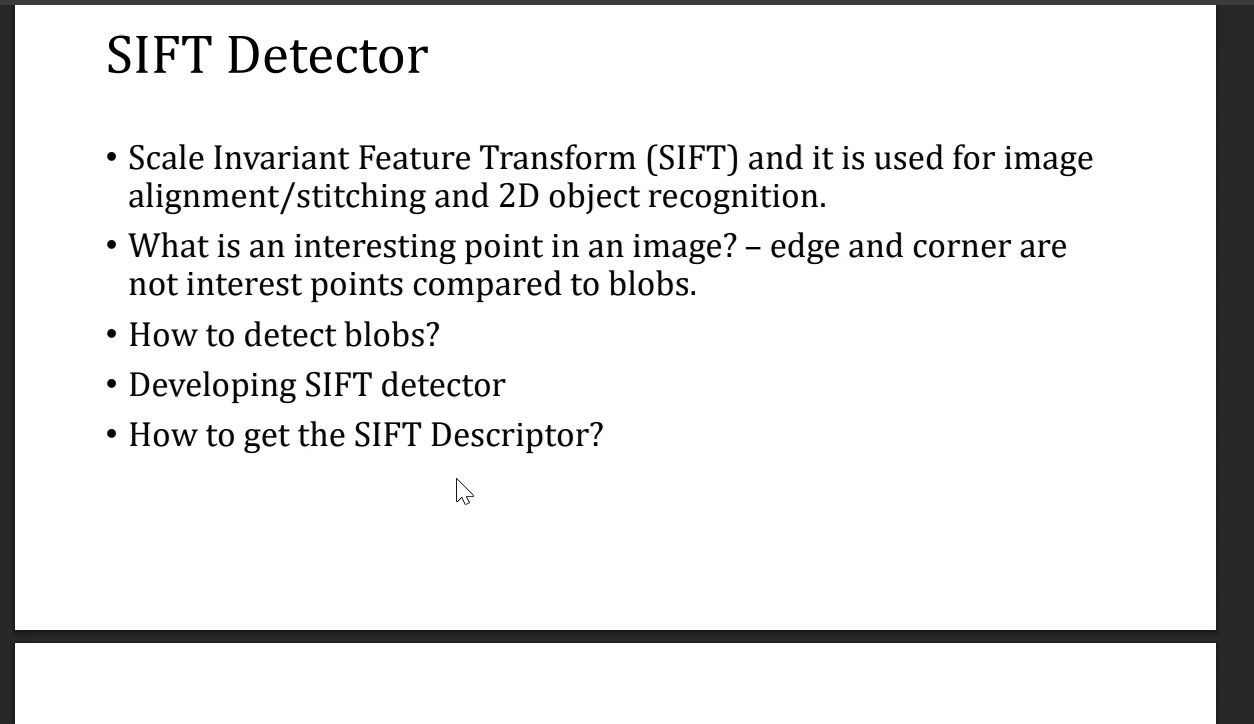 SIFT Detector
• Scale Invariant Feature Transform (SIFT) and it is used for image
alignment/stitching and 2D object recognition.
• What is an interesting point in an image? – edge and corner are
not interest points compared to blobs.
• How to detect blobs?
• Developing SIFT detector
• How to get the SIFT Descriptor?